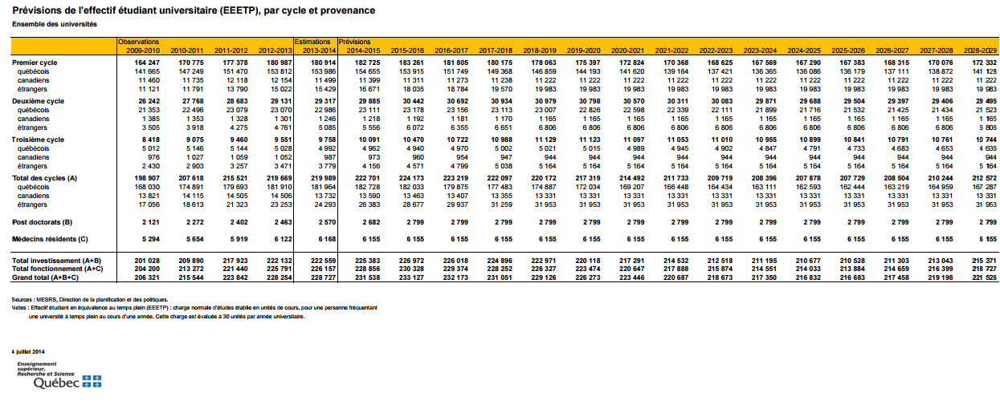 Prévisions de l'effectif étudiant universitaire (EEETP), par cycle et provenance
Ensemble des universités
Observations Estimations Prévisions
2009-2010 2010-2011 2011-2012 2012-2013 2013-2014 2014-2015 2015-2016 2016-2017 2017-2018 2018-2019 2019-2020 2020-2021 2021-2022 2022-2023 2023-2024 2024-2025 2025-2026 2026-2027 2027-2028 2028-2029
Premier cycle 164 247 170 775 177 378 180 987 180 914 182 725 183 261 181 805 180 175 178 063 175 397 172 824 170 368 168 625 167 569 167 290 167 383 168 315 170 076 172 332
québécois 141 665 147 249 151 470 153 812 153 986 154 655 153 915 151 749 149 368 146 859 144 193 141 620 139 164 137 421 136 365 136 086 136 179 137 111 138 872 141 128
canadiens 11 460 11 735 12 118 12 154 11 499 11 399 11 311 11 273 11 238 11 222 11 222 11 222 11 222 11 222 11 222 11 222 11 222 11 222 11 222 11 222
étrangers 11 121 11 791 13 790 15 022 15 429 16 671 18 035 18 784 19 570 19 983 19 983 19 983 19 983 19 983 19 983 19 983 19 983 19 983 19 983 19 983
Deuxième cycle 26 242 27 768 28 683 29 131 29 317 29 885 30 442 30 692 30 934 30 979 30 798 30 570 30 311 30 083 29 871 29 688 29 504 29 397 29 406 29 495
québécois 21 353 22 496 23 079 23 070 22 986 23 111 23 178 23 156 23 113 23 007 22 826 22 598 22 339 22 111 21 899 21 716 21 532 21 425 21 434 21 523
canadiens 1 385 1 353 1 328 1 301 1 246 1 218 1 192 1 181 1 170 1 165 1 165 1 165 1 165 1 165 1 165 1 165 1 165 1 165 1 165 1 165
étrangers 3 505 3 918 4 275 4 761 5 085 5 556 6 072 6 355 6 651 6 806 6 806 6 806 6 806 6 806 6 806 6 806 6 806 6 806 6 806 6 806
Troisième cycle 8 418 9 075 9 460 9 551 9 758 10 091 10 470 10 722 10 988 11 129 11 123 11 097 11 053 11 010 10 955 10 899 10 841 10 791 10 761 10 744
québécois 5 012 5 146 5 144 5 028 4 992 4 962 4 940 4 970 5 002 5 021 5 015 4 989 4 945 4 902 4 847 4 791 4 733 4 683 4 653 4 636
canadiens 976 1 027 1 059 1 052 987 973 960 954 947 944 944 944 944 944 944 944 944 944 944 944
étrangers 2 430 2 903 3 257 3 471 3 779 4 156 4 571 4 799 5 038 5 164 5 164 5 164 5 164 5 164 5 164 5 164 5 164 5 164 5 164 5 164
Total des cycles (A) 198 907 207 618 215 521 219 669 219 989 222 701 224 173 223 219 222 097 220 172 217 319 214 492 211 733 209 719 208 396 207 878 207 729 208 504 210 244 212 572
québécois 168 030 174 891 179 693 181 910 181 964 182 728 182 033 179 875 177 483 174 887 172 034 169 207 166 448 164 434 163 111 162 593 162 444 163 219 164 959 167 287
canadiens 13 821 14 115 14 505 14 506 13 732 13 590 13 463 13 407 13 355 13 331 13 331 13 331 13 331 13 331 13 331 13 331 13 331 13 331 13 331 13 331
étrangers 17 056 18 613 21 323 23 253 24 293 26 383 28 677 29 937 31 259 31 953 31 953 31 953 31 953 31 953 31 953 31 953 31 953 31 953 31 953 31 953
Post doctorats (B) 2 121 2 272 2 402 2 463 2 570 2 682 2 799 2 799 2 799 2 799 2 799 2 799 2 799 2 799 2 799 2 799 2 799 2 799 2 799 2 799
Médecins résidents (C) 5 294 5 654 5 919 6 122 6 168 6 155 6 155 6 155 6 155 6 155 6 155 6 155 6 155 6 155 6 155 6 155 6 155 6 155 6 155 6 155
Total investissement (A+B) 201 028 209 890 217 923 222 132 222 559 225 383 226 972 226 018 224 896 222 971 220 118 217 291 214 532 212 518 211 195 210 677 210 528 211 303 213 043 215 371
Total fonctionnement (A+C) 204 200 213 272 221 440 225 791 226 157 228 856 230 328 229 374 228 252 226 327 223 474 220 647 217 888 215 874 214 551 214 033 213 884 214 659 216 399 218 727
Grand total (A+B+C) 206 321 215 544 223 842 228 254 228 727 231 538 233 127 232 173 231 051 229 126 226 273 223 446 220 687 218 673 217 350 216 832 216 683 217 458 219 198 221 526
Sources : MESRS, Direction de la planification et des politiques.
Notes : Effectif étudiant en équivalence au temps plein (EEETP) : charge normale d'études établie en unités de cours, pour une personne fréquentant
une université à temps plein au cours d'une année. Cette charge est évaluée à 30 unités par année universitaire.
4 juillet 2014
Enseignement
supérieur,
Recherche et Science
Québec